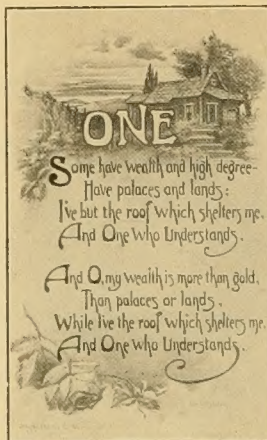 ONE
Some have wealth and high degree–
Have palaces and lands:
I've but the roof which shelters me,
And One who Understands.
And O, my wealth is more than gold,
Than palaces or lands,
While I've the roof which shelters me,
And One who Understands.